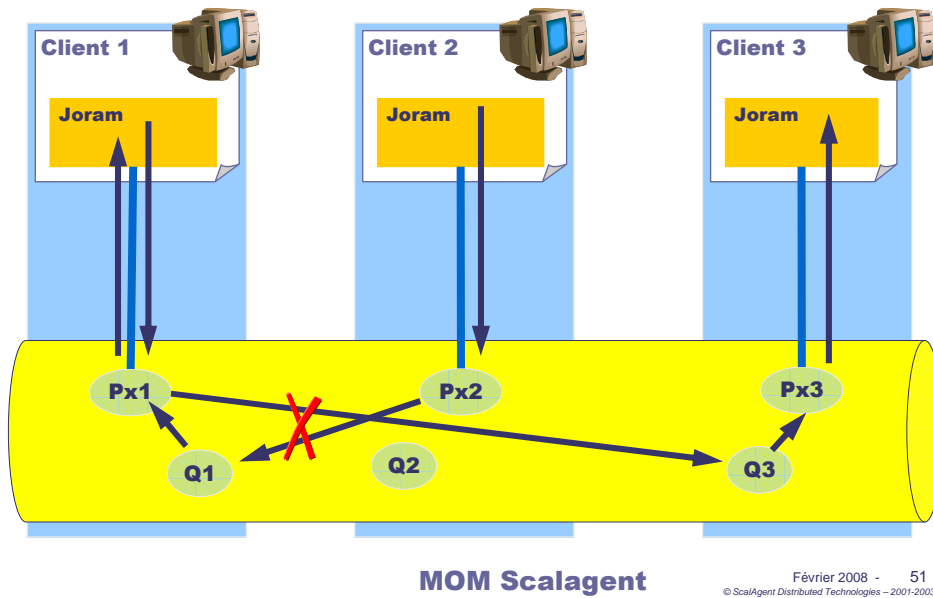 Client 1
Client 2
Client 3
Joram
Joram
Joram
Px1
Px2
Px3
Q1
Q2
Q3
MOM Scalagent
Février 2008 - 51
© ScalAgent Distributed Technologies – 2001-2003